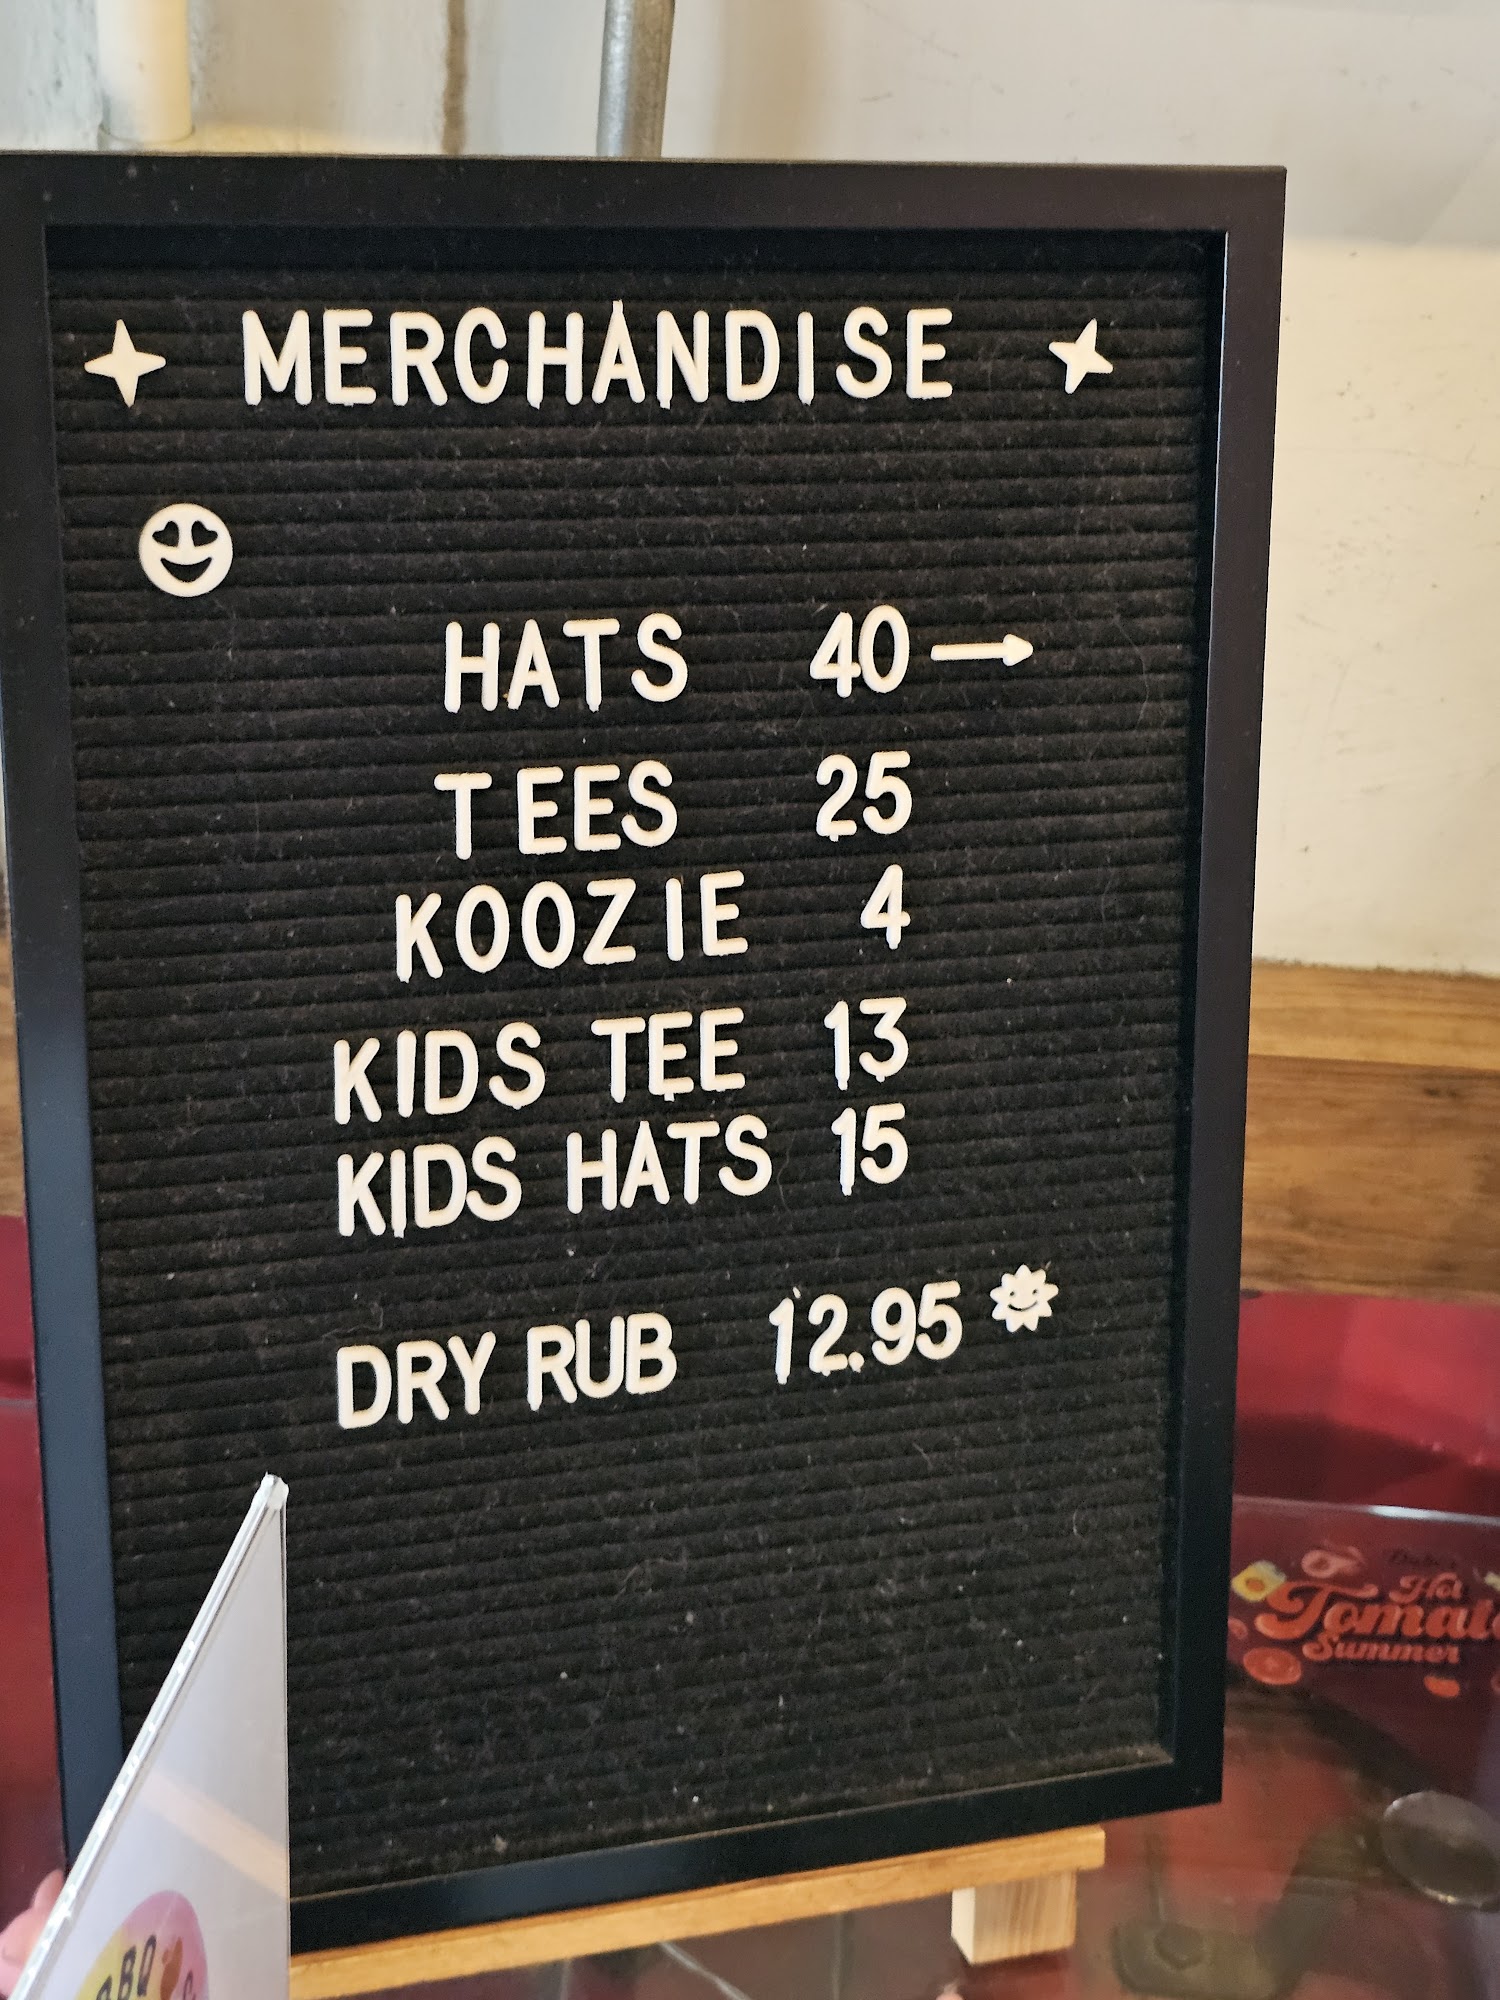 MERCHANDISE
HATS 40 →
TEES 25
KOOZIE 4
KIDS TEE 13
KIDS HATS 15
DRY RUB 12.95
Hot
Summer
BBQ